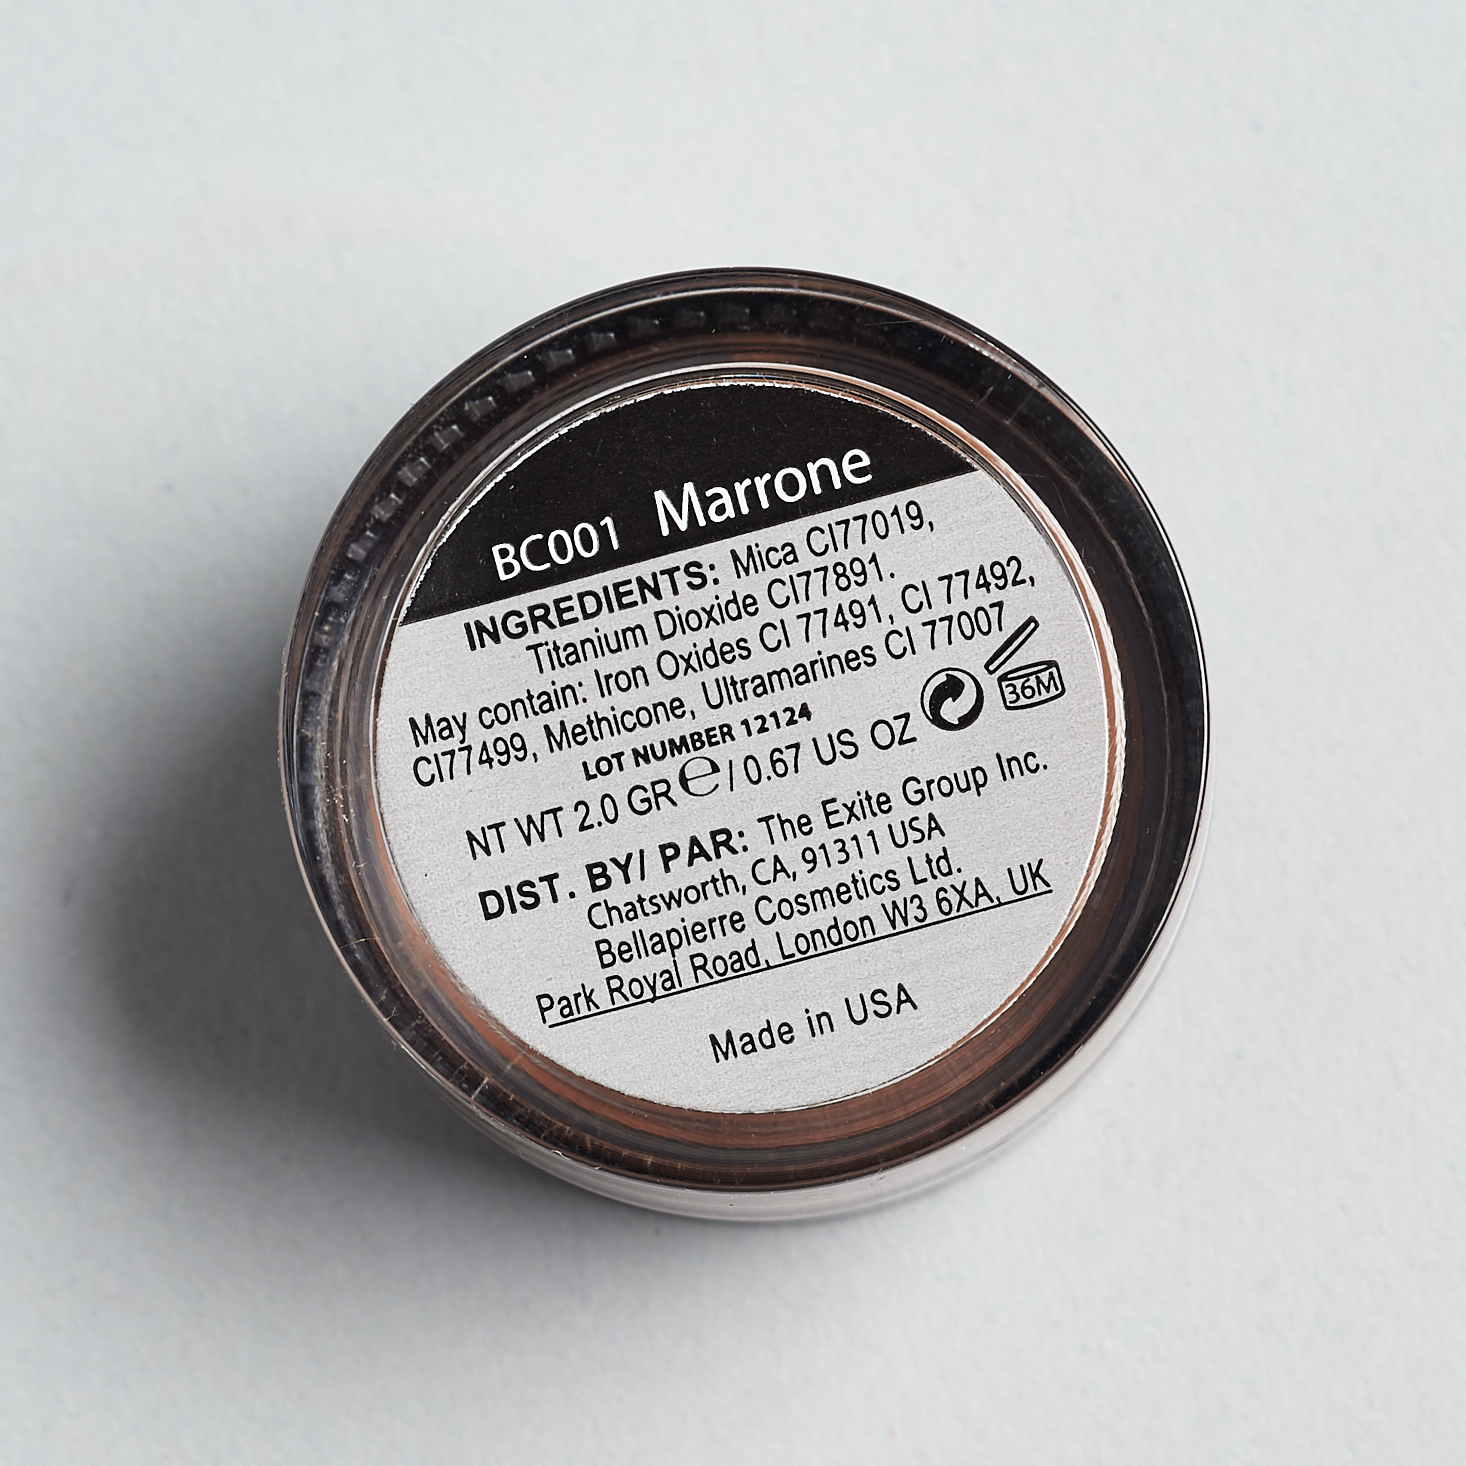 BC001 Marrone
INGREDIENTS: Mica CI77019,
Titanium Dioxide CI77891.
May contain: Iron Oxides CI 77491, CI 77492,
CI77499, Methicone, Ultramarines CI 77007
LOT NUMBER 12124
NT WT 2.0 GR e / 0.67 US OZ
36M
DIST. BY/ PAR: The Exite Group Inc.
Chatsworth, CA, 91311 USA
Bellapierre Cosmetics Ltd.
Park Royal Road, London W3 6XA, UK
Made in USA